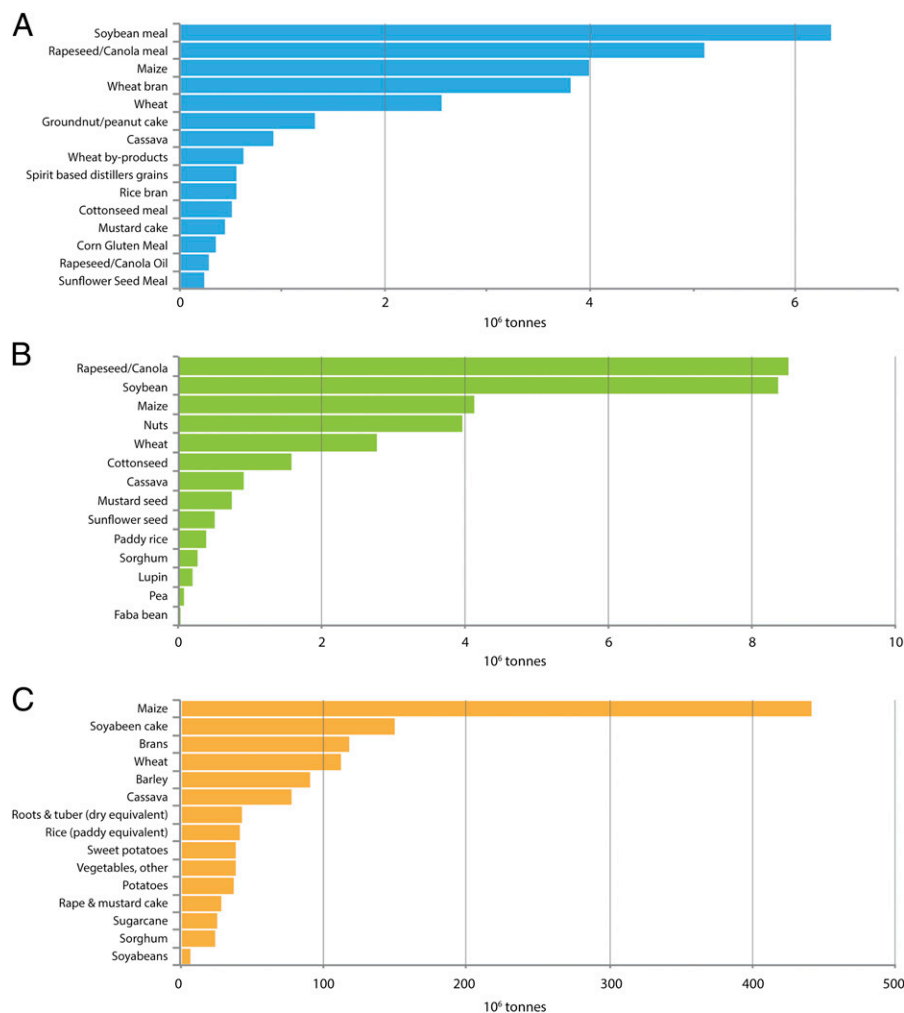 A
Soybean meal
Rapeseed/Canola meal
Maize
Wheat bran
Wheat
Groundnut/peanut cake
Cassava
Wheat by-products
Spirit based distillers grains
Rice bran
Cottonseed meal
Mustard cake
Corn Gluten Meal
Rapeseed/Canola Oil
Sunflower Seed Meal
0 2 4 6
10⁶ tonnes
B
Rapeseed/Canola
Soybean
Maize
Nuts
Wheat
Cottonseed
Cassava
Mustard seed
Sunflower seed
Paddy rice
Sorghum
Lupin
Pea
Faba bean
0 2 4 6 8 10
10⁶ tonnes
C
Maize
Soyabeen cake
Brans
Wheat
Barley
Cassava
Roots & tuber (dry equivalent)
Rice (paddy equivalent)
Sweet potatoes
Vegetables, other
Potatoes
Rape & mustard cake
Sugarcane
Sorghum
Soyabeans
0 100 200 300 400 500
10⁶ tonnes